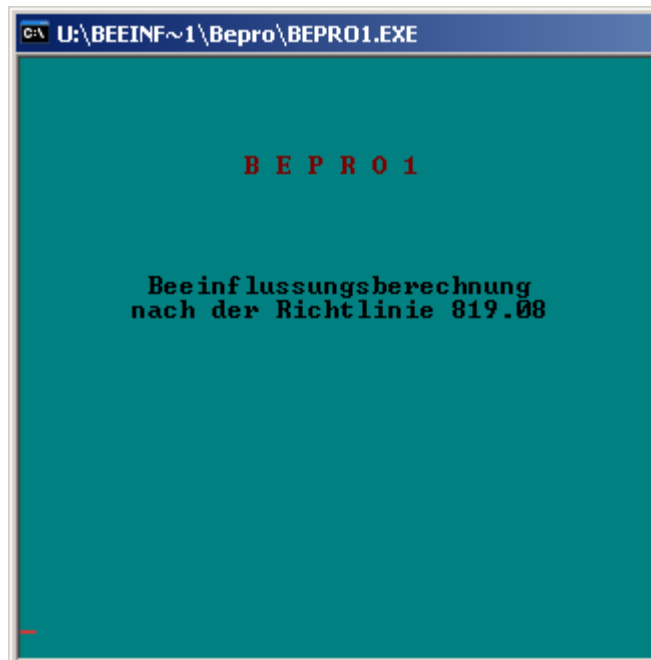 U:\BEEINF~1\Bepro\BEPRO1.EXE
B E P R O 1
Beeinflussungsberechnung
nach der Richtlinie 819.08